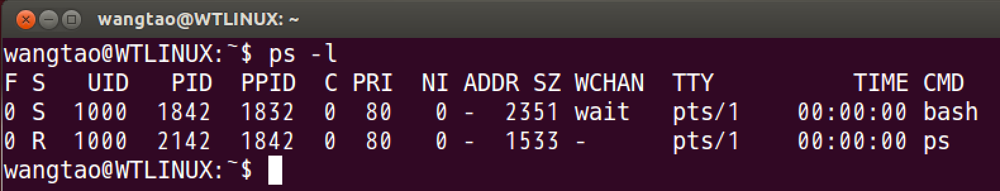 wangtao@WTLINUX: ~
wangtao@WTLINUX:~$ ps -l
F S   UID   PID  PPID  C PRI  NI ADDR SZ WCHAN  TTY          TIME CMD
0 S  1000  1842  1832  0  80   0 -  2351 wait   pts/1    00:00:00 bash
0 R  1000  2142  1842  0  80   0 -  1533 -      pts/1    00:00:00 ps
wangtao@WTLINUX:~$